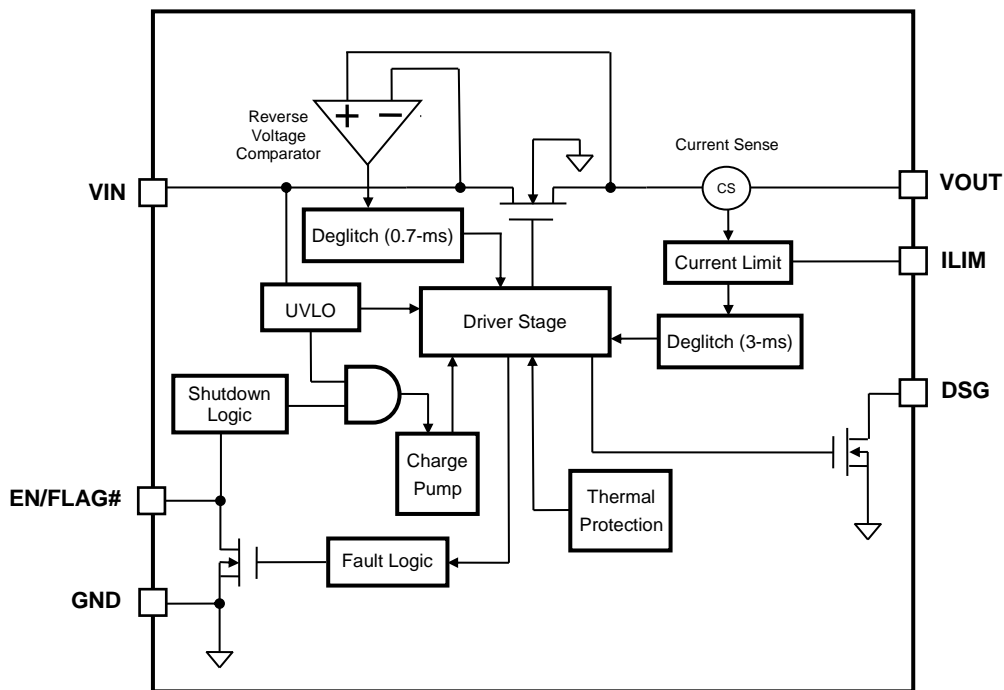 Reverse
Voltage
Comparator
+ −
Current Sense
VIN
CS
VOUT
Deglitch (0.7-ms)
Current Limit
ILIM
UVLO
Driver Stage
Deglitch (3-ms)
Shutdown
Logic
DSG
Charge
Pump
EN/FLAG#
Thermal
Protection
Fault Logic
GND